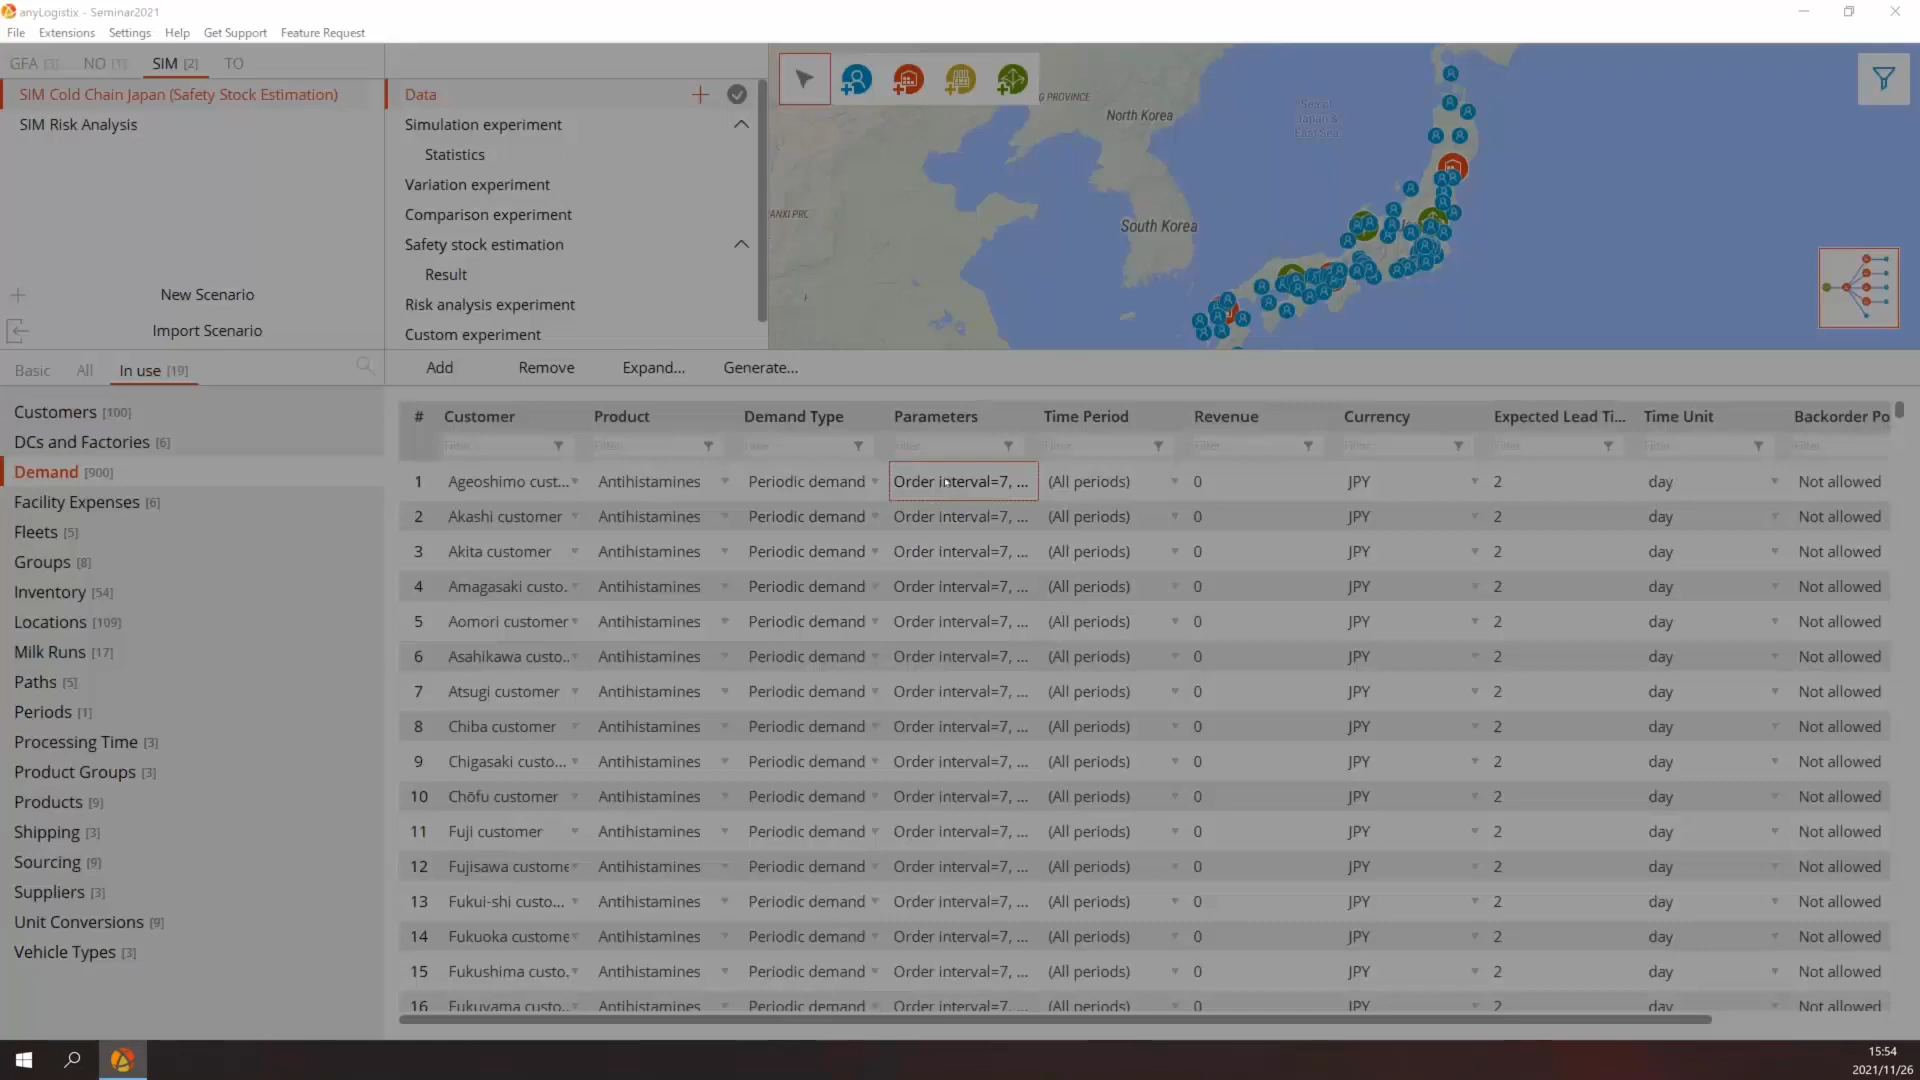 anyLogistix - Seminar2021
File Extensions Settings Help Get Support Feature Request
GFA [3] NO [1] SIM [2] TO
SIM Cold Chain Japan (Safety Stock Estimation)
SIM Risk Analysis
New Scenario
Import Scenario
Data
Simulation experiment
Statistics
Variation experiment
Comparison experiment
Safety stock estimation
Result
Risk analysis experiment
Custom experiment
G PROVINCE
North Korea
Sea of
Japan &
East Sea
ANXI PRC
South Korea
Basic All In use [19]
Add Remove Expand... Generate...
Customers [100]
DCs and Factories [6]
Demand [900]
Facility Expenses [6]
Fleets [5]
Groups [8]
Inventory [54]
Locations [109]
Milk Runs [17]
Paths [5]
Periods [1]
Processing Time [3]
Product Groups [3]
Products [9]
Shipping [3]
Sourcing [9]
Suppliers [3]
Unit Conversions [9]
Vehicle Types [3]
# Customer Product Demand Type Parameters Time Period Revenue Currency Expected Lead Ti... Time Unit Backorder Po
Filter Filter Filter Filter Filter Filter Filter Filter Filter Filter
1 Ageoshimo cust... Antihistamines Periodic demand Order interval=7, ... (All periods) 0 JPY 2 day Not allowed
2 Akashi customer Antihistamines Periodic demand Order interval=7, ... (All periods) 0 JPY 2 day Not allowed
3 Akita customer Antihistamines Periodic demand Order interval=7, ... (All periods) 0 JPY 2 day Not allowed
4 Amagasaki custo.. Antihistamines Periodic demand Order interval=7, ... (All periods) 0 JPY 2 day Not allowed
5 Aomori customer Antihistamines Periodic demand Order interval=7, ... (All periods) 0 JPY 2 day Not allowed
6 Asahikawa custo.. Antihistamines Periodic demand Order interval=7, ... (All periods) 0 JPY 2 day Not allowed
7 Atsugi customer Antihistamines Periodic demand Order interval=7, ... (All periods) 0 JPY 2 day Not allowed
8 Chiba customer Antihistamines Periodic demand Order interval=7, ... (All periods) 0 JPY 2 day Not allowed
9 Chigasaki custo... Antihistamines Periodic demand Order interval=7, ... (All periods) 0 JPY 2 day Not allowed
10 Chōfu customer Antihistamines Periodic demand Order interval=7, ... (All periods) 0 JPY 2 day Not allowed
11 Fuji customer Antihistamines Periodic demand Order interval=7, ... (All periods) 0 JPY 2 day Not allowed
12 Fujisawa custome Antihistamines Periodic demand Order interval=7, ... (All periods) 0 JPY 2 day Not allowed
13 Fukui-shi custo... Antihistamines Periodic demand Order interval=7, ... (All periods) 0 JPY 2 day Not allowed
14 Fukuoka custome Antihistamines Periodic demand Order interval=7, ... (All periods) 0 JPY 2 day Not allowed
15 Fukushima custo. Antihistamines Periodic demand Order interval=7, ... (All periods) 0 JPY 2 day Not allowed
16 Fukuyama custo.. Antihistamines Periodic demand Order interval=7, ... (All periods) 0 JPY 2 day Not allowed
15:54
2021/11/26